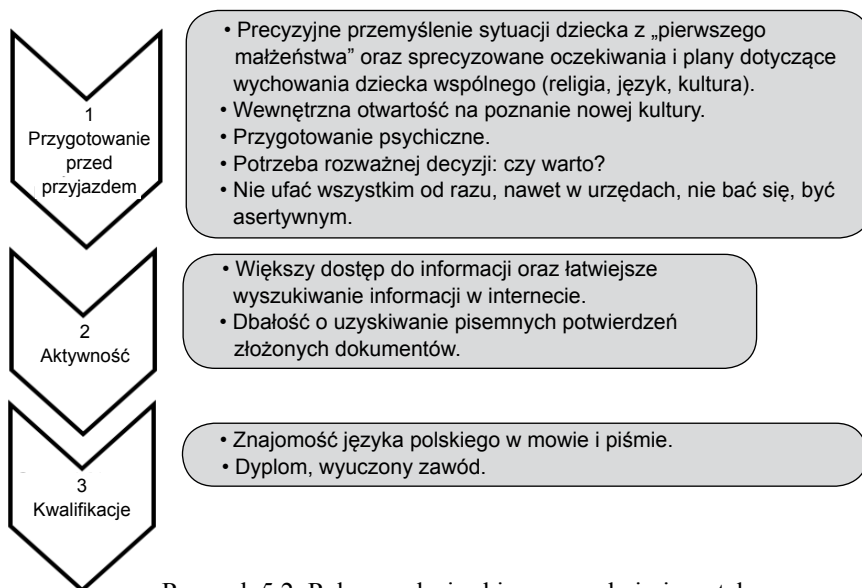 1
Przygotowanie
przed
przyjazdem
• Precyzyjne przemyślenie sytuacji dziecka z „pierwszego
małżeństwa” oraz sprecyzowane oczekiwania i plany dotyczące
wychowania dziecka wspólnego (religia, język, kultura).
• Wewnętrzna otwartość na poznanie nowej kultury.
• Przygotowanie psychiczne.
• Potrzeba rozważnej decyzji: czy warto?
• Nie ufać wszystkim od razu, nawet w urzędach, nie bać się, być
asertywnym.
2
Aktywność
• Większy dostęp do informacji oraz łatwiejsze
wyszukiwanie informacji w internecie.
• Dbałość o uzyskiwanie pisemnych potwierdzeń
złożonych dokumentów.
3
Kwalifikacje
• Znajomość języka polskiego w mowie i piśmie.
• Dyplom, wyuczony zawód.